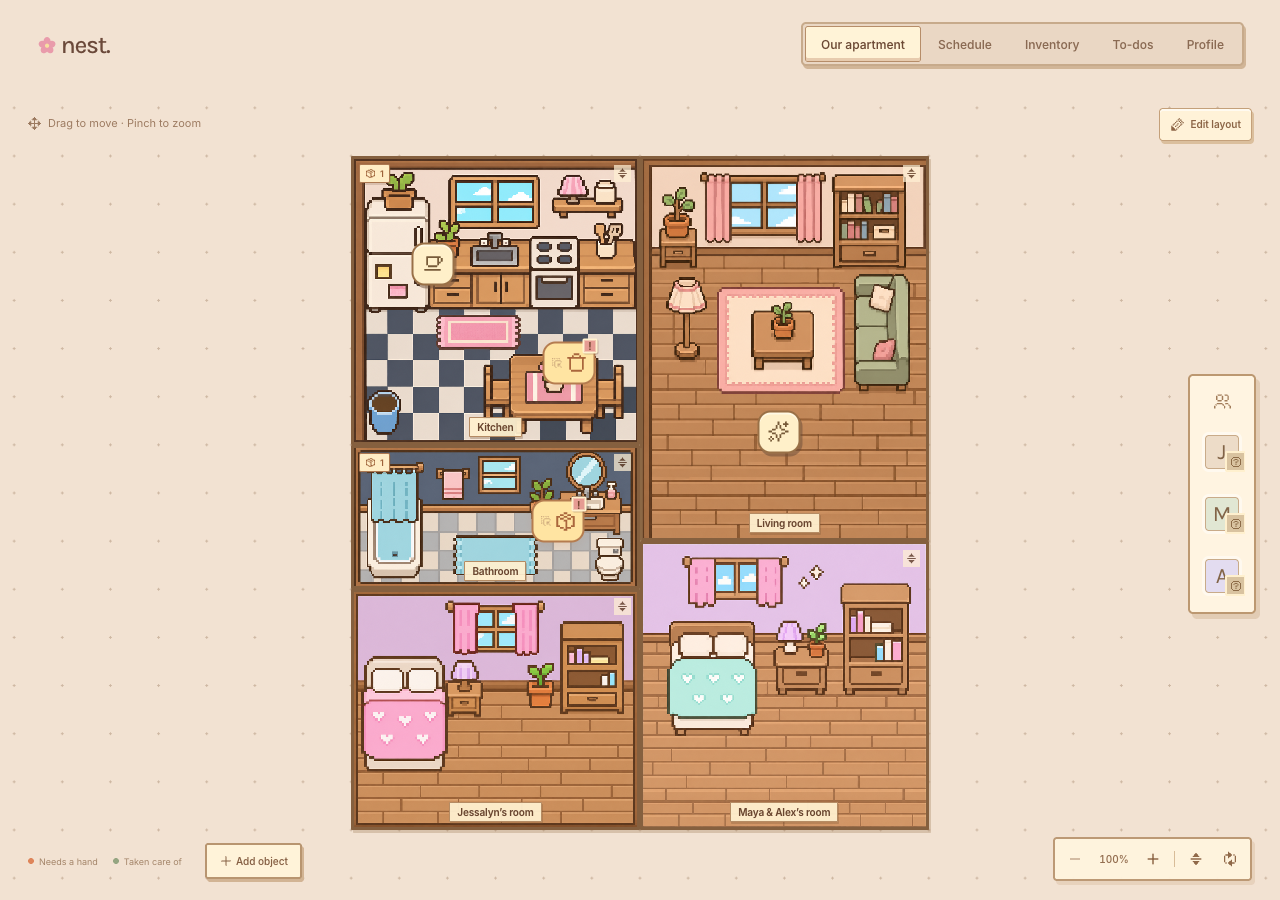 nest.
Our apartment
Schedule
Inventory
To-dos
Profile
Drag to move · Pinch to zoom
Edit layout
1
Kitchen
1
Bathroom
Living room
J
M
A
Jessalyn's room
Maya & Alex's room
Needs a hand
Taken care of
Add object
100%